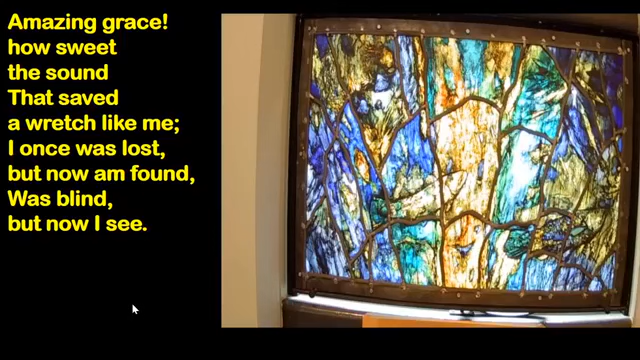 Amazing grace!
how sweet
the sound
That saved
a wretch like me;
I once was lost,
but now am found,
Was blind,
but now I see.